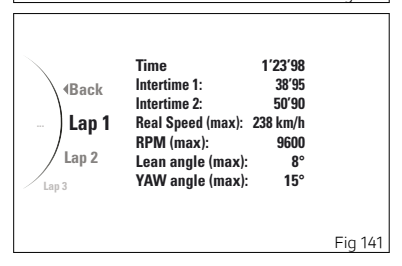 ◀Back
...
Lap 1
Lap 2
Lap 3
Time 1'23'98
Intertime 1: 38'95
Intertime 2: 50'90
Real Speed (max): 238 km/h
RPM (max): 9600
Lean angle (max): 8°
YAW angle (max): 15°
Fig 141